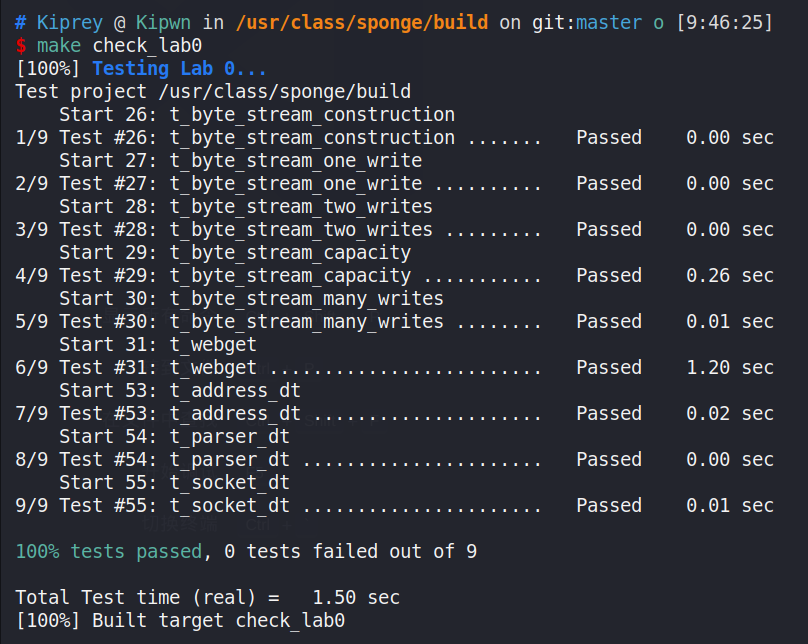 # Kiprey @ Kipwn in /usr/class/sponge/build on git:master o [9:46:25]
$ make check_lab0
[100%] Testing Lab 0...
Test project /usr/class/sponge/build
    Start 26: t_byte_stream_construction
1/9 Test #26: t_byte_stream_construction .......   Passed    0.00 sec
    Start 27: t_byte_stream_one_write
2/9 Test #27: t_byte_stream_one_write ..........   Passed    0.00 sec
    Start 28: t_byte_stream_two_writes
3/9 Test #28: t_byte_stream_two_writes .........   Passed    0.00 sec
    Start 29: t_byte_stream_capacity
4/9 Test #29: t_byte_stream_capacity ...........   Passed    0.26 sec
    Start 30: t_byte_stream_many_writes
5/9 Test #30: t_byte_stream_many_writes ........   Passed    0.01 sec
    Start 31: t_webget
6/9 Test #31: t_webget .........................   Passed    1.20 sec
    Start 53: t_address_dt
7/9 Test #53: t_address_dt .....................   Passed    0.02 sec
    Start 54: t_parser_dt
8/9 Test #54: t_parser_dt ......................   Passed    0.00 sec
    Start 55: t_socket_dt
9/9 Test #55: t_socket_dt ......................   Passed    0.01 sec

100% tests passed, 0 tests failed out of 9

Total Test time (real) =   1.50 sec
[100%] Built target check_lab0